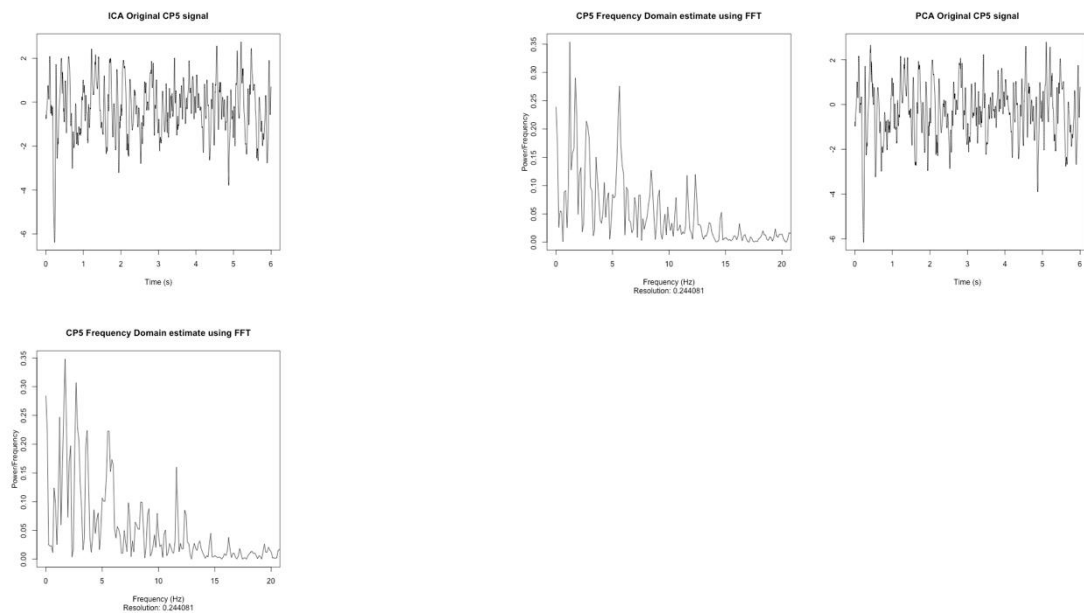 ICA Original CP5 signal
2
0
-2
-4
-6
0 1 2 3 4 5 6
Time (s)
CP5 Frequency Domain estimate using FFT
Power/Frequency
0.35
0.30
0.25
0.20
0.15
0.10
0.05
0.00
0 5 10 15 20
Frequency (Hz)
Resolution: 0.244081
PCA Original CP5 signal
2
0
-2
-4
-6
0 1 2 3 4 5 6
Time (s)
CP5 Frequency Domain estimate using FFT
Power/Frequency
0.35
0.30
0.25
0.20
0.15
0.10
0.05
0.00
0 5 10 15 20
Frequency (Hz)
Resolution: 0.244081